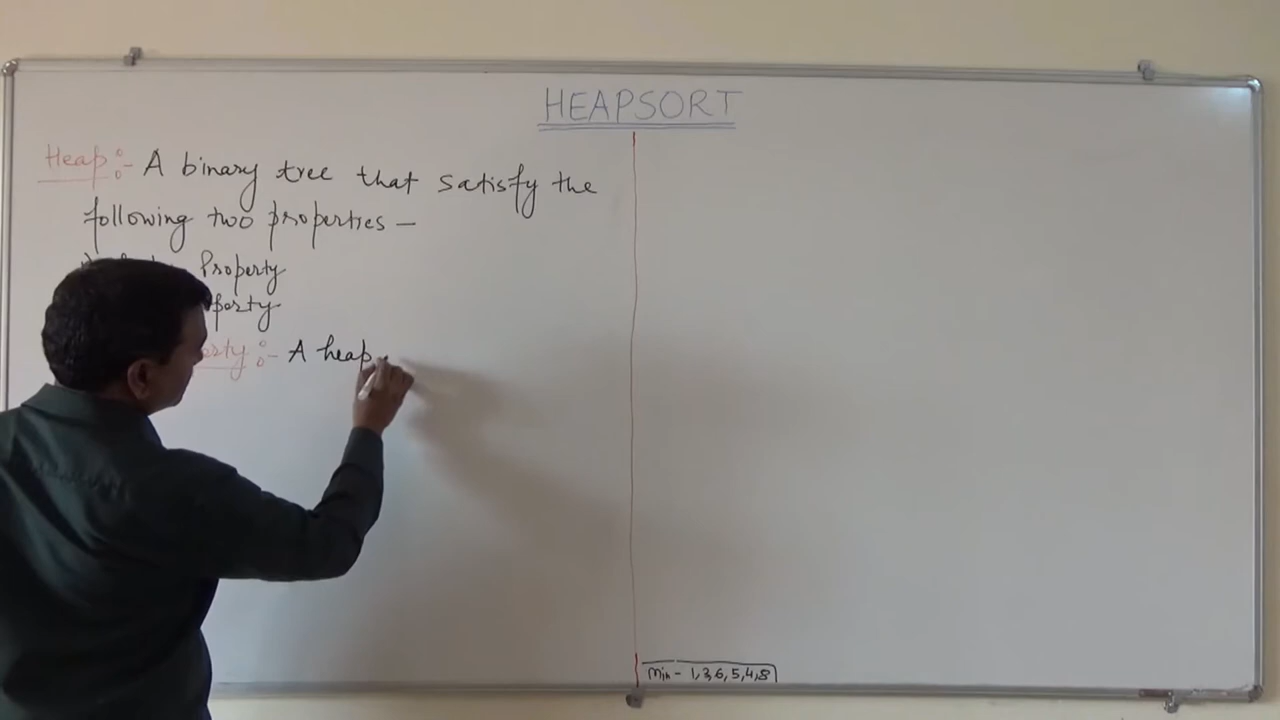 HEAPSORT
Heap:- A binary tree that satisfy the
following two properties -
Property
:- A heap
Min - 1,3,6,5,4,8